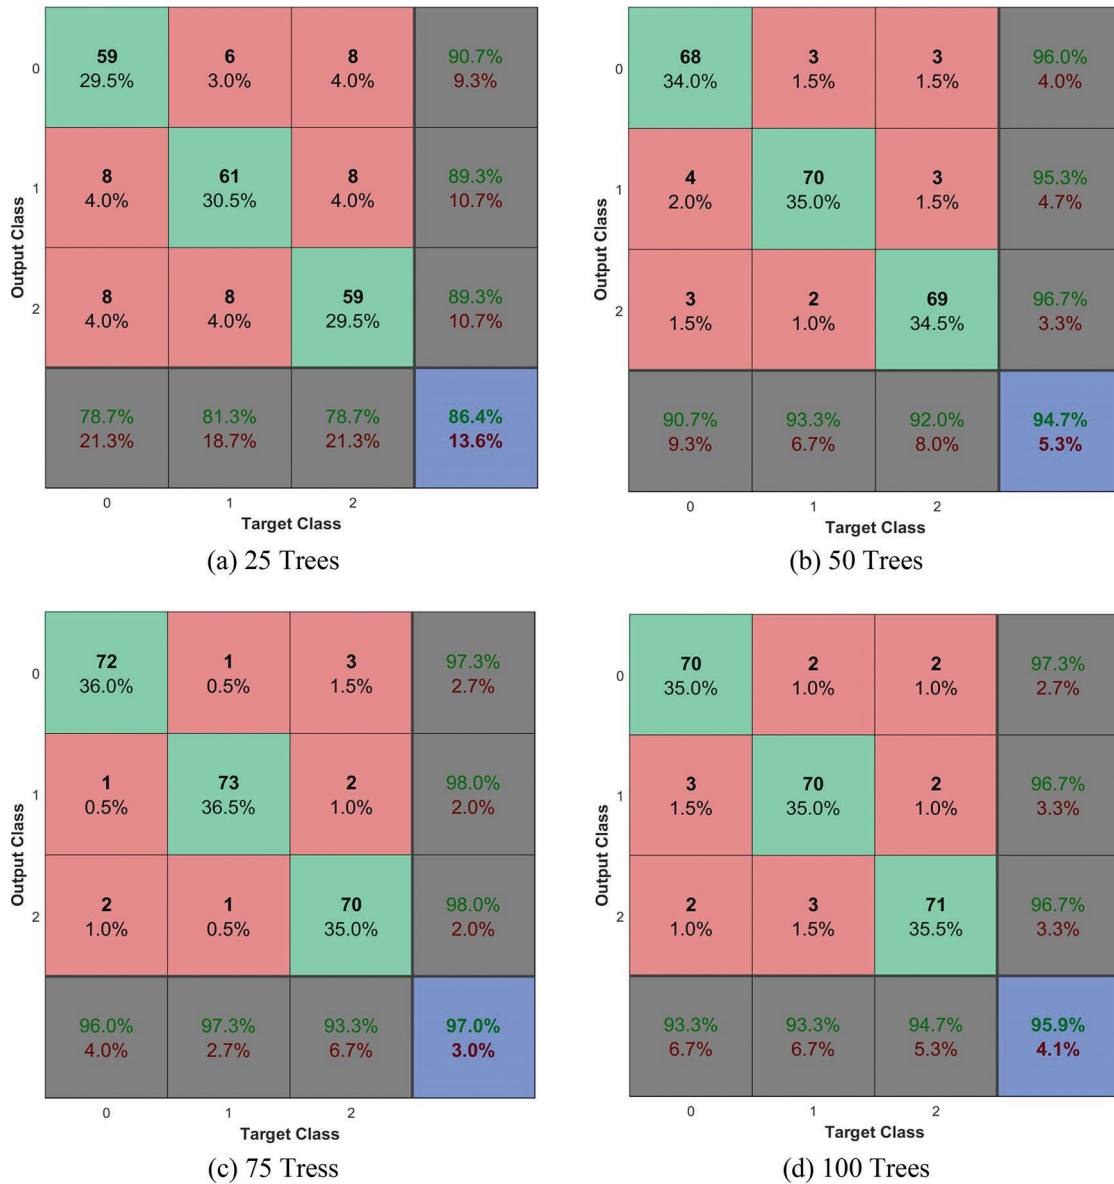 59 6 8 90.7%
0
29.5% 3.0% 4.0% 9.3%
8 61 8 89.3%
1
4.0% 30.5% 4.0% 10.7%
8 8 59 89.3%
2
4.0% 4.0% 29.5% 10.7%
78.7% 81.3% 78.7% 86.4%
21.3% 18.7% 21.3% 13.6%
0 1 2
Output Class
Target Class
(a) 25 Trees
68 3 3 96.0%
0
34.0% 1.5% 1.5% 4.0%
4 70 3 95.3%
1
2.0% 35.0% 1.5% 4.7%
3 2 69 96.7%
2
1.5% 1.0% 34.5% 3.3%
90.7% 93.3% 92.0% 94.7%
9.3% 6.7% 8.0% 5.3%
0 1 2
Output Class
Target Class
(b) 50 Trees
72 1 3 97.3%
0
36.0% 0.5% 1.5% 2.7%
1 73 2 98.0%
1
0.5% 36.5% 1.0% 2.0%
2 1 70 98.0%
2
1.0% 0.5% 35.0% 2.0%
96.0% 97.3% 93.3% 97.0%
4.0% 2.7% 6.7% 3.0%
0 1 2
Output Class
Target Class
(c) 75 Tress
70 2 2 97.3%
0
35.0% 1.0% 1.0% 2.7%
3 70 2 96.7%
1
1.5% 35.0% 1.0% 3.3%
2 3 71 96.7%
2
1.0% 1.5% 35.5% 3.3%
93.3% 93.3% 94.7% 95.9%
6.7% 6.7% 5.3% 4.1%
0 1 2
Output Class
Target Class
(d) 100 Trees